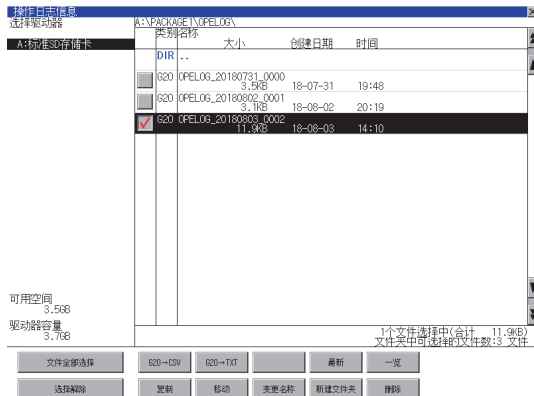 操作日志信息
选择驱动器
A:标准SD存储卡
A:\PACKAGE1\OPELOG\
类别 名称
大小 创建日期 时间
DIR ..
G2O OPELOG_20180731_0000
3.5KB 18-07-31 19:48
G2O OPELOG_20180802_0001
3.1KB 18-08-02 20:19
G2O OPELOG_20180803_0002
11.9KB 18-08-03 14:10
可用空间
3.5GB
驱动器容量
3.7GB
1个文件选择中(合计 11.9KB)
文件夹中可选择的文件数:3 文件
文件全部选择 G2O→CSV G2O→TXT 最新 一览
选择解除 复制 移动 变更名称 新建文件夹 删除